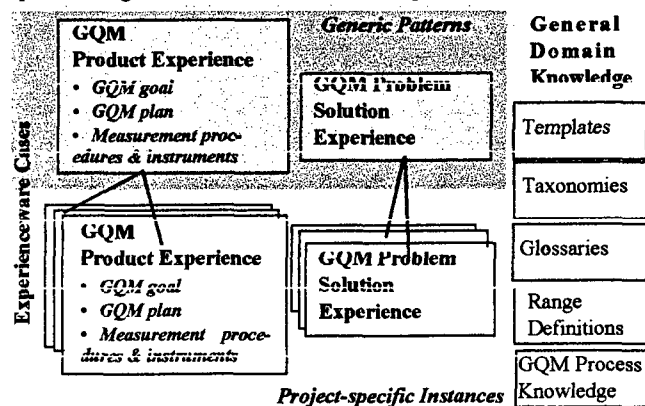 GQM
Product Experience
• GQM goal
• GQM plan
• Measurement proc-
edures & instruments
Generic Patterns
GQM Problem
Solution
Experience
Experienceware Cases
GQM
Product Experience
• GQM goal
• GQM plan
• Measurement proce-
dures & instruments
GQM Problem
Solution
Experience
Project-specific Instances
General
Domain
Knowledge
Templates
Taxonomies
Glossaries
Range
Definitions
GQM Process
Knowledge